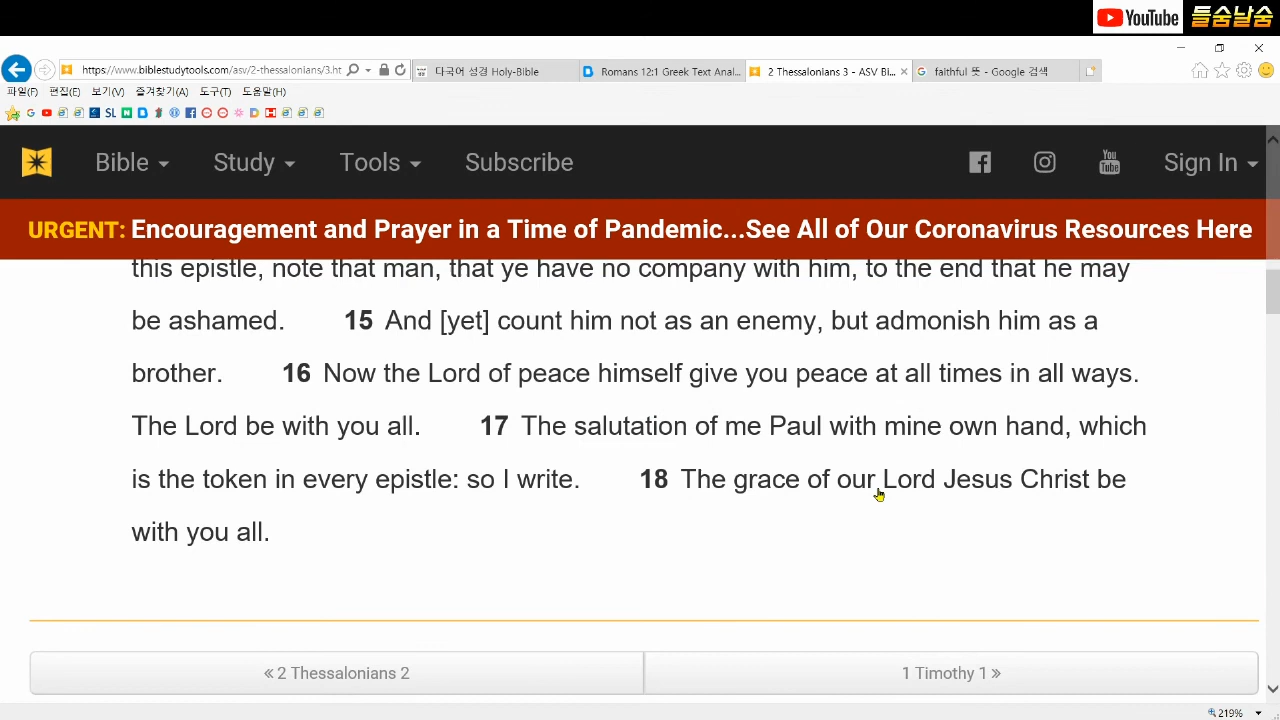 YouTube 들숨날숨
https://www.biblestudytools.com/asv/2-thessalonians/3.ht
다국어 성경 Holy-Bible
Romans 12:1 Greek Text Anal...
2 Thessalonians 3 - ASV Bi...
faithful 뜻 - Google 검색
파일(F) 편집(E) 보기(V) 즐겨찾기(A) 도구(T) 도움말(H)
Bible Study Tools Subscribe You Tube Sign In
URGENT: Encouragement and Prayer in a Time of Pandemic...See All of Our Coronavirus Resources Here
this epistle, note that man, that ye have no company with him, to the end that he may
be ashamed. 15 And [yet] count him not as an enemy, but admonish him as a
brother. 16 Now the Lord of peace himself give you peace at all times in all ways.
The Lord be with you all. 17 The salutation of me Paul with mine own hand, which
is the token in every epistle: so I write. 18 The grace of our Lord Jesus Christ be
with you all.
« 2 Thessalonians 2
1 Timothy 1 »
219%